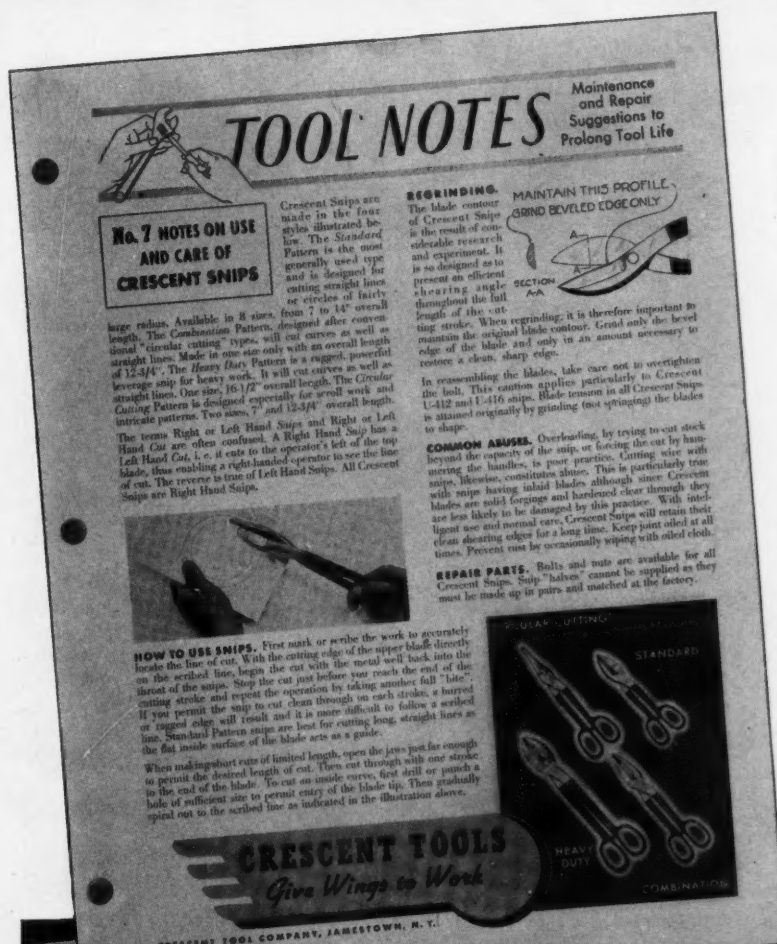 TOOL NOTES
Maintenance
and Repair
Suggestions to
Prolong Tool Life
No. 7 NOTES ON USE
AND CARE OF
CRESCENT SNIPS
Crescent Snips are
made in the four
styles illustrated be-
low. The Standard
Pattern is the most
generally used type
and is designed for
cutting straight lines
or circles of fairly
large radius. Available in 8 sizes, from 7 to 14" overall
length. The Combination Pattern, designed after conven-
tional "circular cutting" types, will cut curves as well as
straight lines. Made in one size only with an overall length
of 12-3/4". The Heavy Duty Pattern is a rugged, powerful
leverage snip for heavy work. It will cut curves as well as
straight lines. One size, 16-1/2" overall length. The Circular
Cutting Pattern is designed especially for scroll work and
intricate patterns. Two sizes, 7" and 12-3/4" overall length.
The terms Right or Left Hand Snips and Right or Left
Hand Cut are often confused. A Right Hand Snip has a
Left Hand Cut, i. e. it cuts to the operator's left of the top
blade, thus enabling a right-handed operator to see the line
of cut. The reverse is true of Left Hand Snips. All Crescent
Snips are Right Hand Snips.
HOW TO USE SNIPS. First mark or scribe the work to accurately
locate the line of cut. With the cutting edge of the upper blade directly
on the scribed line, begin the cut with the metal well back into the
throat of the snips. Stop the cut just before you reach the end of the
cutting stroke and repeat the operation by taking another full "bite".
If you permit the snip to cut clean through on each stroke, a burred
or ragged edge will result and it is more difficult to follow a scribed
line. Standard Pattern snips are best for cutting long, straight lines as
the flat inside surface of the blade acts as a guide.
When making short cuts of limited length, open the jaws just far enough
to permit the desired length of cut. Then cut through with one stroke
to the end of the blade. To cut an inside curve, first drill or punch a
hole of sufficient size to permit entry of the blade tip. Then gradually
spiral out to the scribed line as indicated in the illustration above.
REGRINDING.
The blade contour
of Crescent Snips
is the result of con-
siderable research
and experiment. It
is so designed as to
present an efficient
shearing angle
throughout the full
length of the cut-
ting stroke. When regrinding, it is therefore important to
maintain the original blade contour. Grind only the bevel
edge of the blade and only in an amount necessary to
restore a clean, sharp edge.
MAINTAIN THIS PROFILE
GRIND BEVELED EDGE ONLY
A
A
SECTION
A-A
In reassembling the blades, take care not to overtighten
the bolt. This caution applies particularly to Crescent
U-412 and U-416 snips. Blade tension in all Crescent Snips
is attained originally by grinding (not springing) the blades
to shape.
COMMON ABUSES. Overloading, by trying to cut stock
beyond the capacity of the snip, or forcing the cut by ham-
mering the handles, is poor practice. Cutting wire with
snips, likewise, constitutes abuse. This is particularly true
with snips having inlaid blades although since Crescent
blades are solid forgings and hardened clear through they
are less likely to be damaged by this practice. With intel-
ligent use and normal care, Crescent Snips will retain their
clean shearing edges for a long time. Keep joint oiled at all
times. Prevent rust by occasionally wiping with oiled cloth.
REPAIR PARTS. Bolts and nuts are available for all
Crescent Snips. Snip "halves" cannot be supplied as they
must be made up in pairs and matched at the factory.
CUTTING
STANDARD
HEAVY
DUTY
COMBINATION
CRESCENT TOOLS
Give Wings to Work
CRESCENT TOOL COMPANY, JAMESTOWN, N. Y.